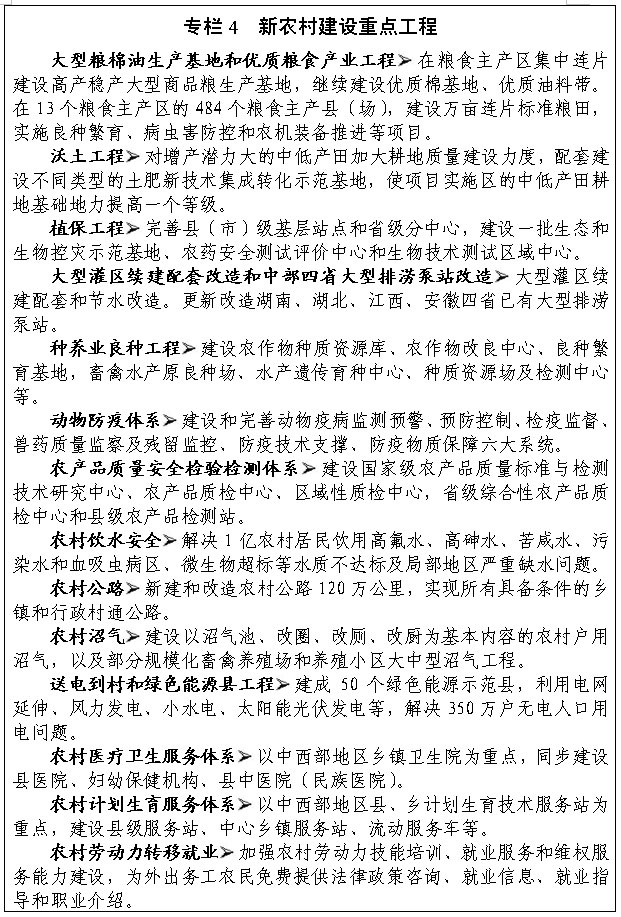 专栏 4　新农村建设重点工程
大型粮棉油生产基地和优质粮食产业工程➢ 在粮食主产区集中连片
建设高产稳产大型商品粮生产基地，继续建设优质棉基地、优质油料带。
在 13 个粮食主产区的 484 个粮食主产县（场），建设万亩连片标准粮田，
实施良种繁育、病虫害防控和农机装备推进等项目。
沃土工程➢ 对增产潜力大的中低产田加大耕地质量建设力度，配套建
设不同类型的土肥新技术集成转化示范基地，使项目实施区的中低产田耕
地基础地力提高一个等级。
植保工程➢ 完善县（市）级基层站点和省级分中心，建设一批生态和
生物控灾示范基地、农药安全测试评价中心和生物技术测试区域中心。
大型灌区续建配套改造和中部四省大型排涝泵站改造➢ 大型灌区续
建配套和节水改造。更新改造湖南、湖北、江西、安徽四省已有大型排涝
泵站。
种养业良种工程➢ 建设农作物种质资源库、农作物改良中心、良种繁
育基地，畜禽水产原良种场、水产遗传育种中心、种质资源场及检测中心
等。
动物防疫体系➢ 建设和完善动物疫病监测预警、预防控制、检疫监督、
兽药质量监察及残留监控、防疫技术支撑、防疫物质保障六大系统。
农产品质量安全检验检测体系➢ 建设国家级农产品质量标准与检测
技术研究中心、农产品质检中心、区域性质检中心，省级综合性农产品质
检中心和县级农产品检测站。
农村饮水安全➢ 解决 1 亿农村居民饮用高氟水、高砷水、苦咸水、污
染水和血吸虫病区、微生物超标等水质不达标及局部地区严重缺水问题。
农村公路➢ 新建和改造农村公路 120 万公里，实现所有具备条件的乡
镇和行政村通公路。
农村沼气➢ 建设以沼气池、改圈、改厕、改厨为基本内容的农村户用
沼气，以及部分规模化畜禽养殖场和养殖小区大中型沼气工程。
送电到村和绿色能源县工程➢ 建成 50 个绿色能源示范县，利用电网
延伸、风力发电、小水电、太阳能光伏发电等，解决 350 万户无电人口用
电问题。
农村医疗卫生服务体系➢ 以中西部地区乡镇卫生院为重点，同步建设
县医院、妇幼保健机构、县中医院（民族医院）。
农村计划生育服务体系➢ 以中西部地区县、乡计划生育技术服务站为
重点，建设县级服务站、中心乡镇服务站、流动服务车等。
农村劳动力转移就业➢ 加强农村劳动力技能培训、就业服务和维权服
务能力建设，为外出务工农民免费提供法律政策咨询、就业信息、就业指
导和职业介绍。